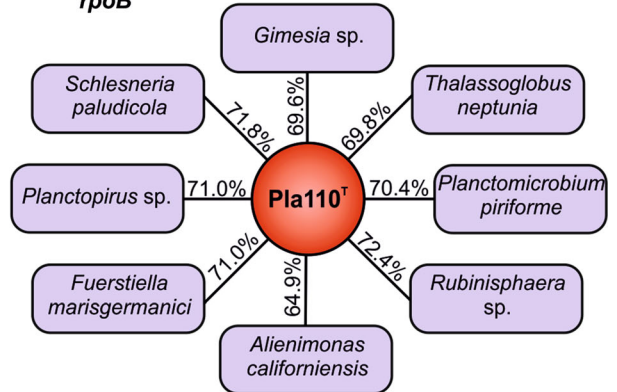 rpoB
Gimesia sp.
Schlesneria
paludicola
Thalassoglobus
neptunia
71.8%
69.6%
69.8%
Planctopirus sp.
71.0%
Pla110ᵀ
70.4%
Planctomicrobium
piriforme
71.0%
64.9%
72.4%
Fuerstiella
marisgermanici
Rubinisphaera
sp.
Alienimonas
californiensis